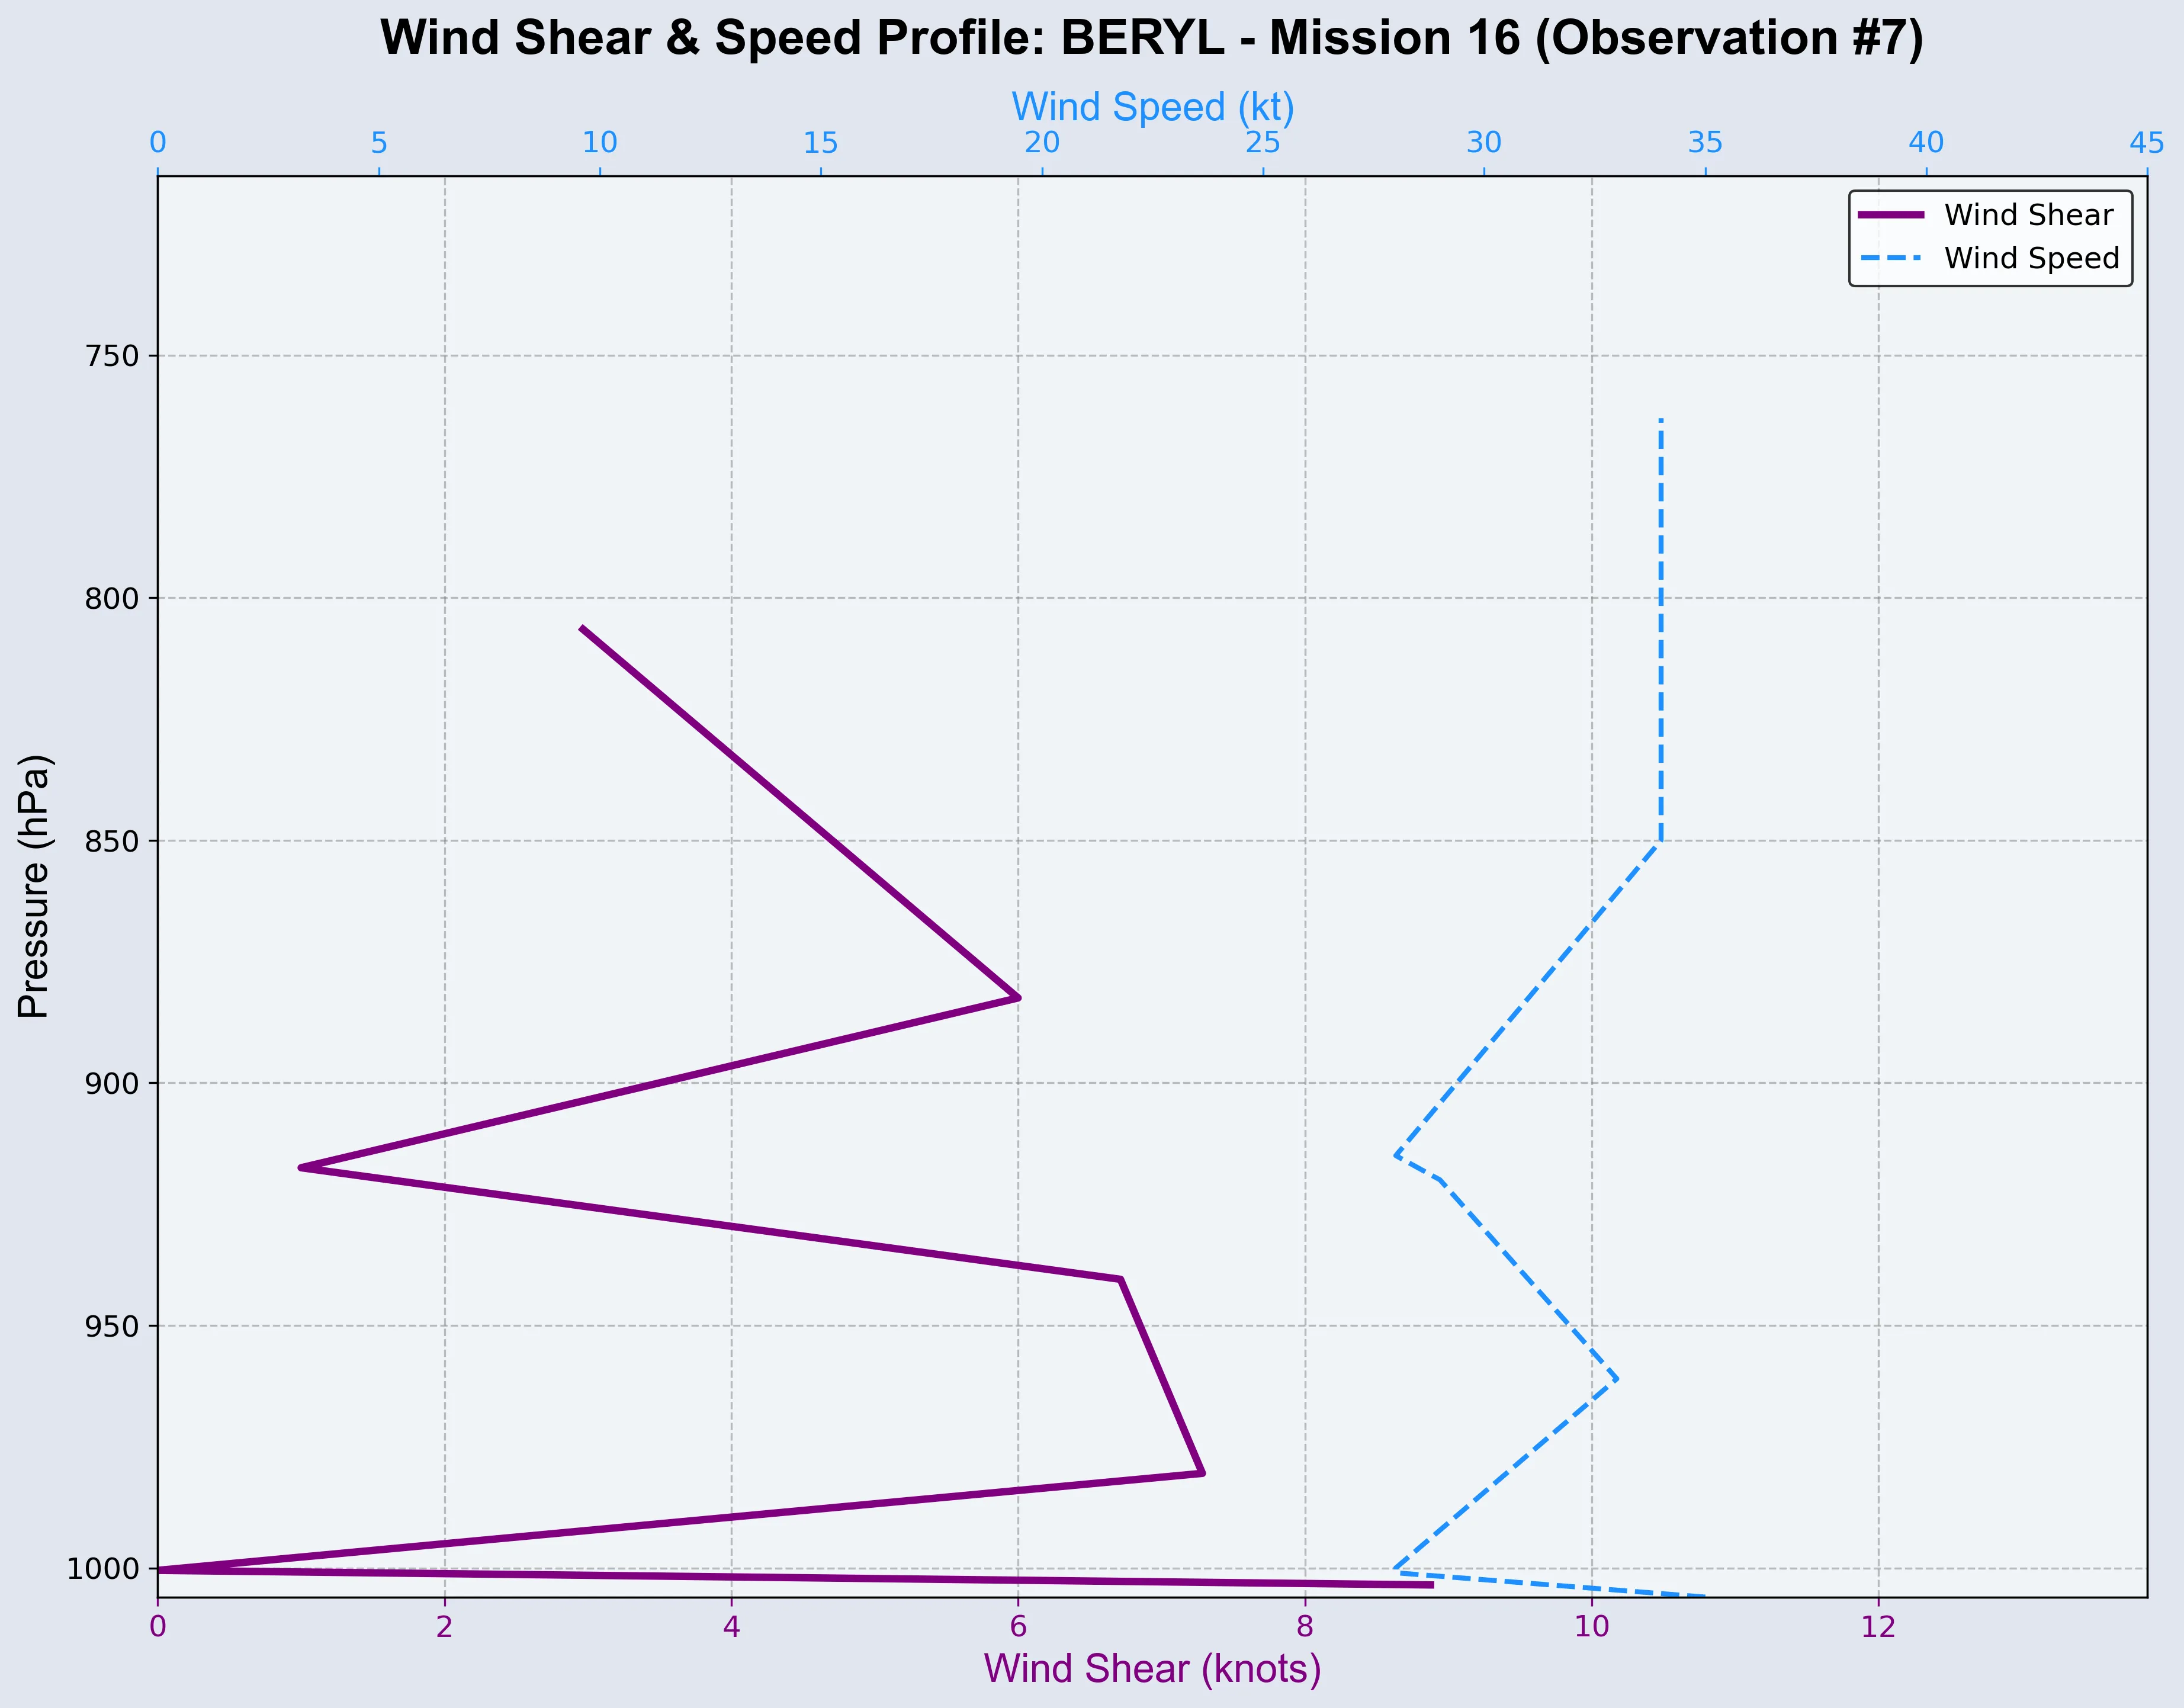 Wind Shear & Speed Profile: BERYL - Mission 16 (Observation #7)
Wind Speed (kt)
0 5 10 15 20 25 30 35 40 45
Wind Shear
Wind Speed
Pressure (hPa)
750
800
850
900
950
1000
0 2 4 6 8 10 12
Wind Shear (knots)